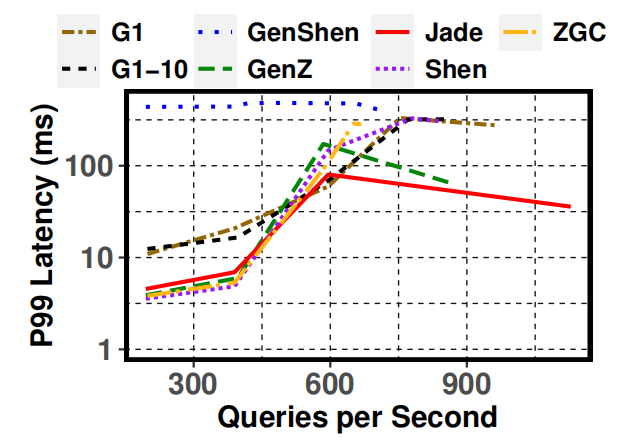 G1 GenShen Jade ZGC
G1−10 GenZ Shen
P99 Latency (ms)
100
10
1
300 600 900
Queries per Second